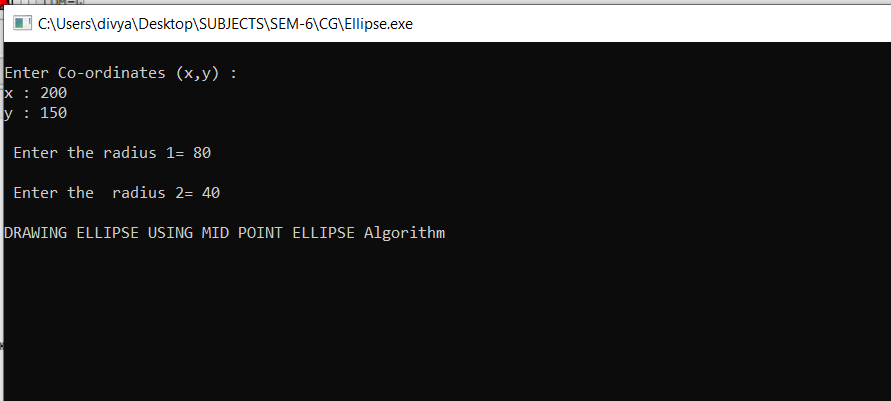 C:\Users\divya\Desktop\SUBJECTS\SEM-6\CG\Ellipse.exe
Enter Co-ordinates (x,y) :
x : 200
y : 150
Enter the radius 1= 80
Enter the  radius 2= 40
DRAWING ELLIPSE USING MID POINT ELLIPSE Algorithm